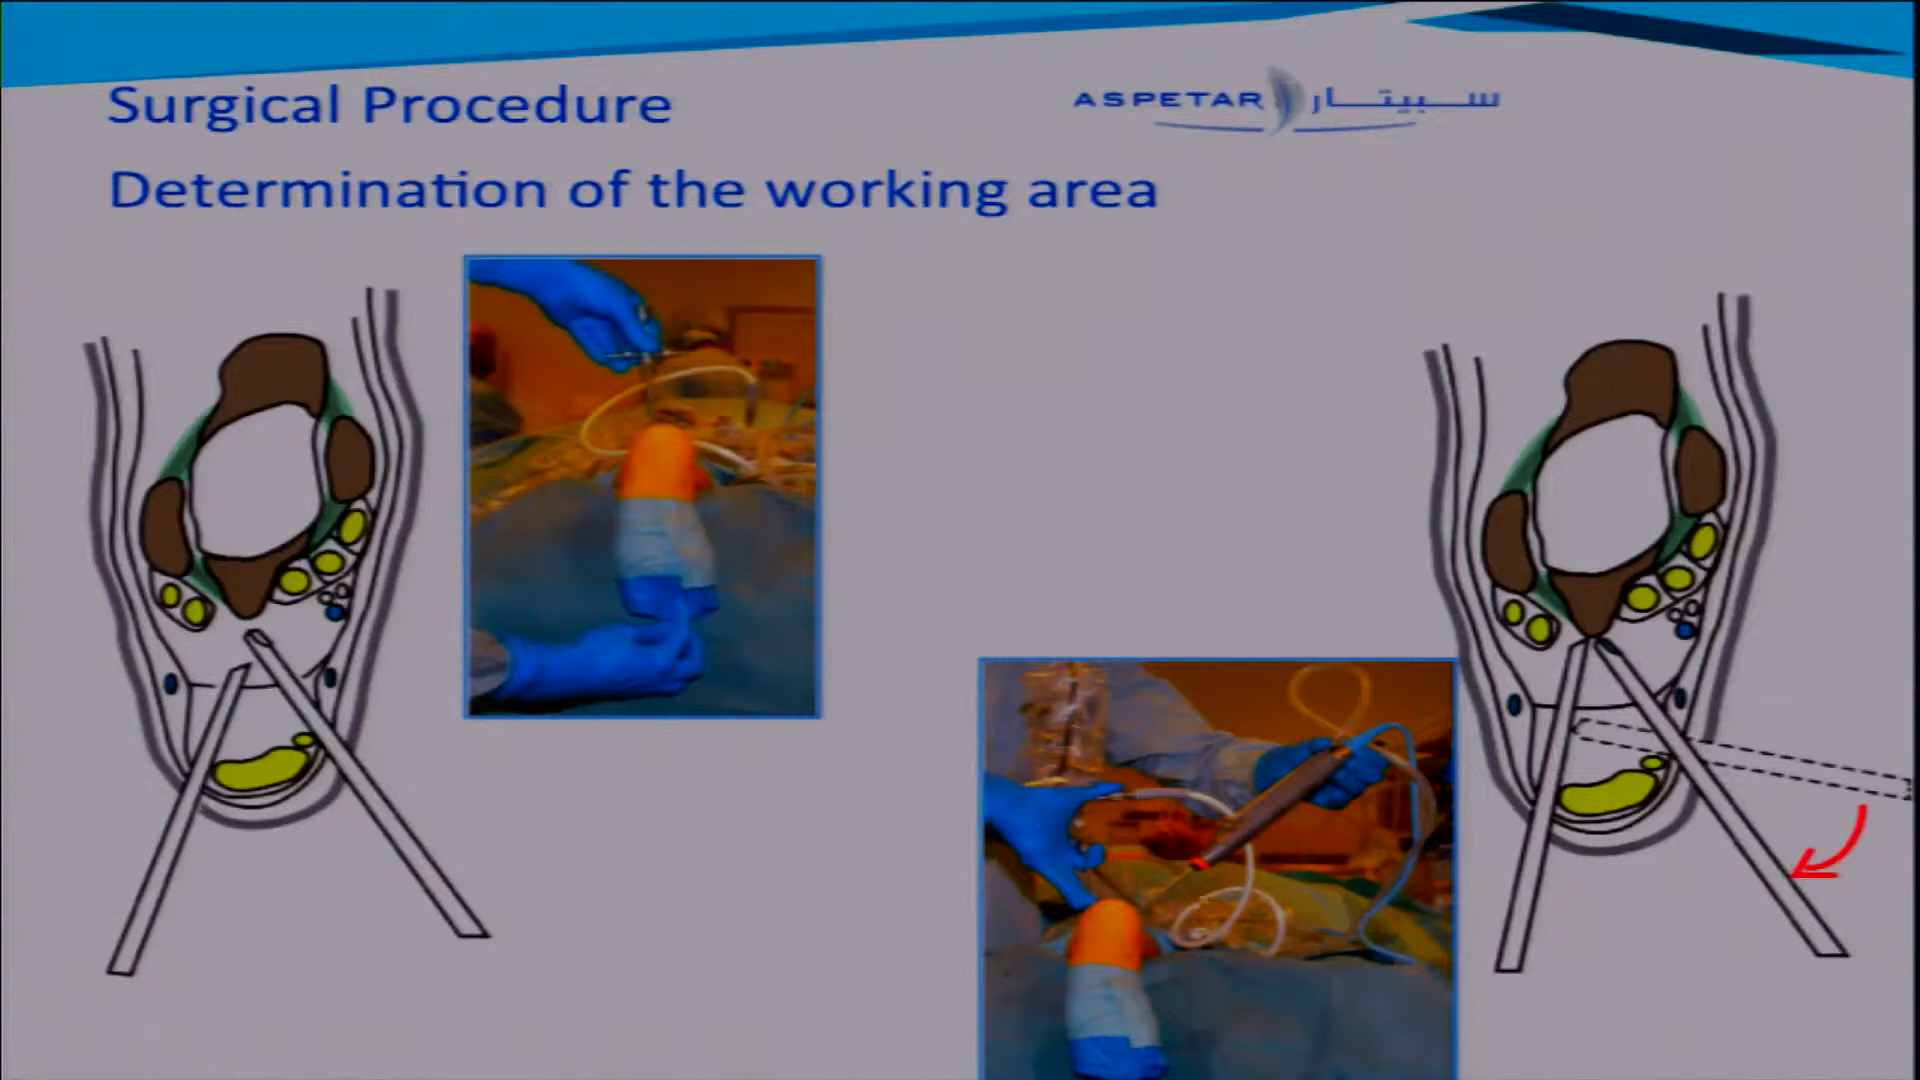 Surgical Procedure
ASPETAR سبيتار
Determination of the working area